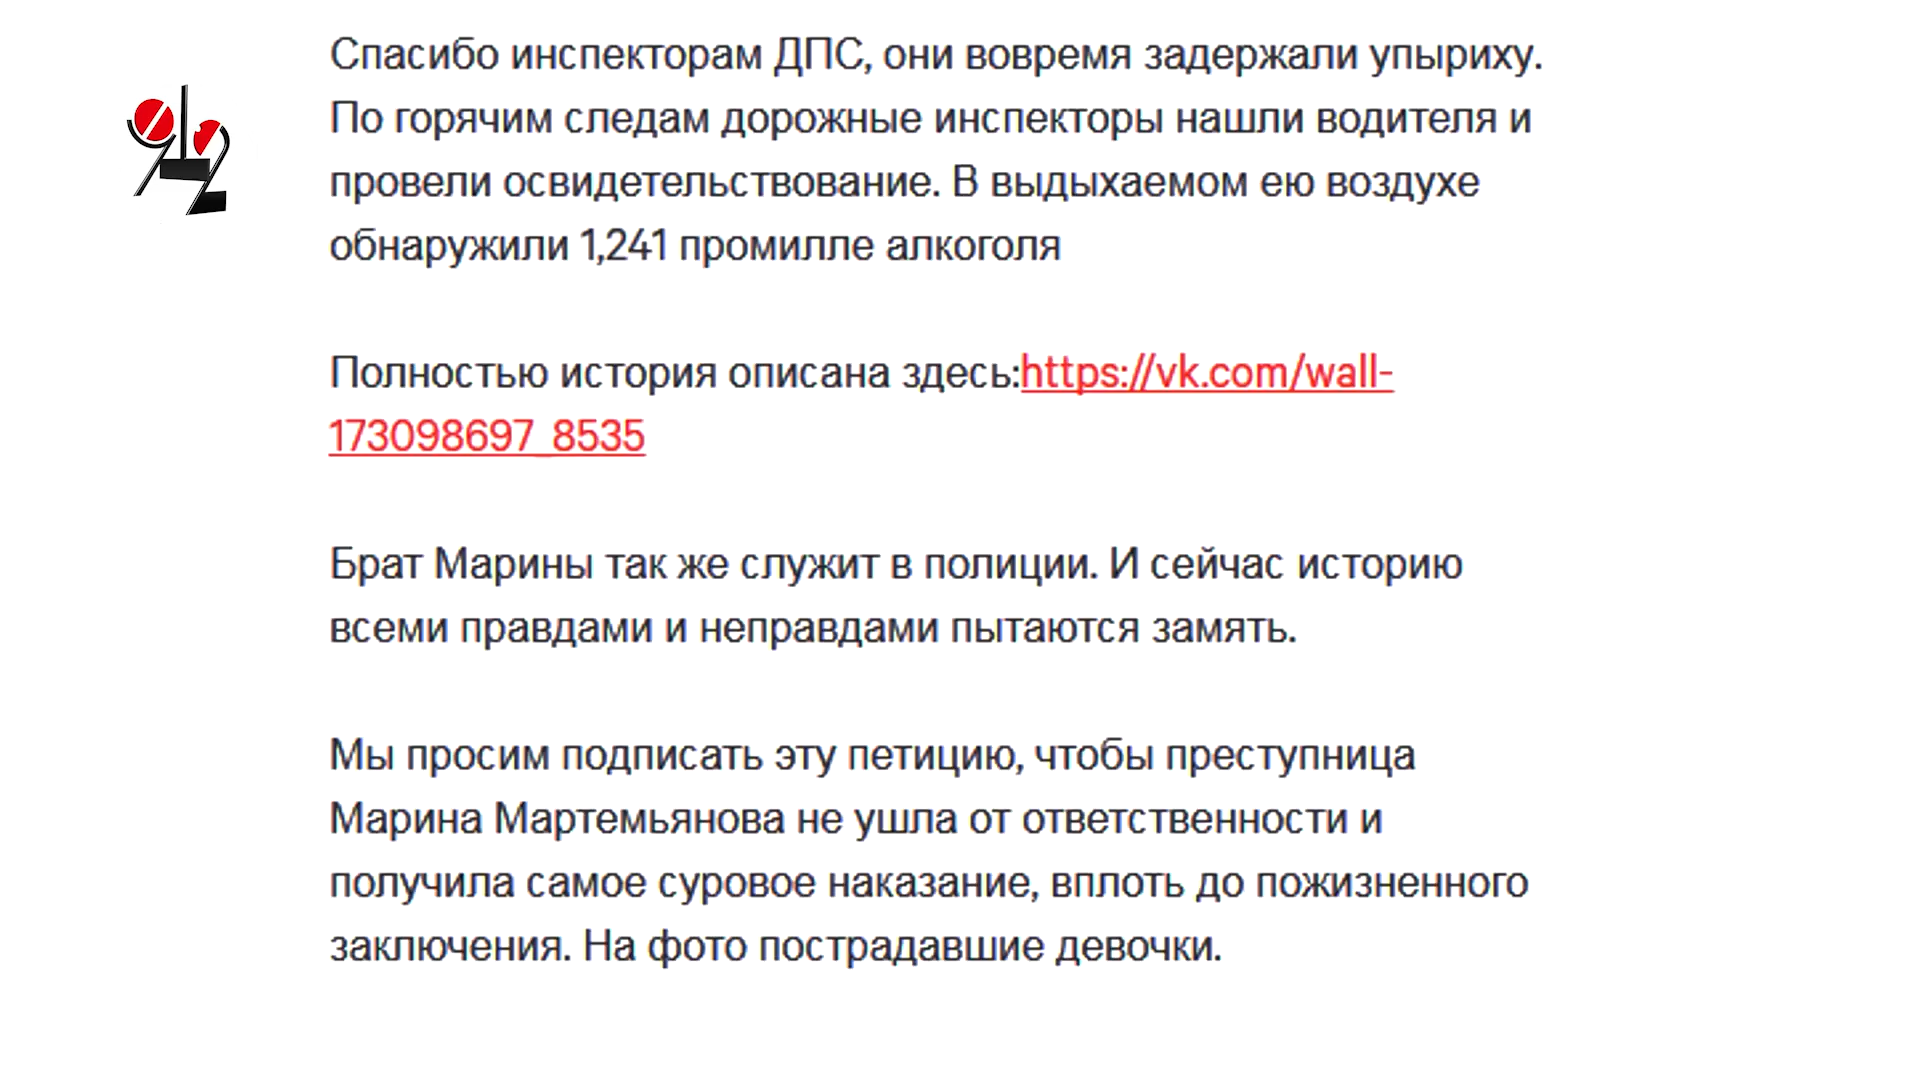 Спасибо инспекторам ДПС, они вовремя задержали упыриху.
По горячим следам дорожные инспекторы нашли водителя и
провели освидетельствование. В выдыхаемом ею воздухе
обнаружили 1,241 промилле алкоголя
Полностью история описана здесь:https://vk.com/wall-
173098697_8535
Брат Марины так же служит в полиции. И сейчас историю
всеми правдами и неправдами пытаются замять.
Мы просим подписать эту петицию, чтобы преступница
Марина Мартемьянова не ушла от ответственности и
получила самое суровое наказание, вплоть до пожизненного
заключения. На фото пострадавшие девочки.